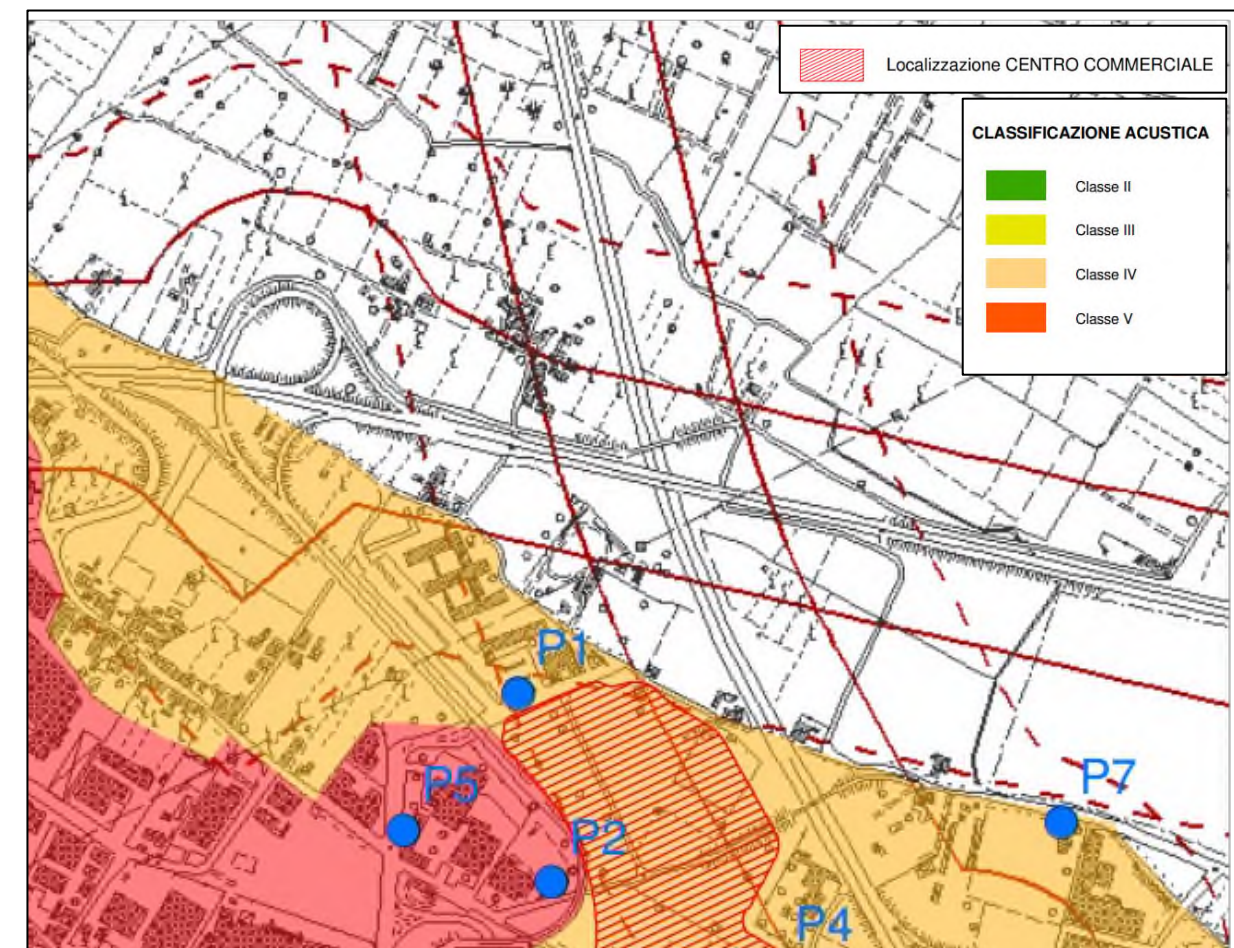 Localizzazione CENTRO COMMERCIALE
CLASSIFICAZIONE ACUSTICA
Classe II
Classe III
Classe IV
Classe V
P1
P5
P2
P7
P4